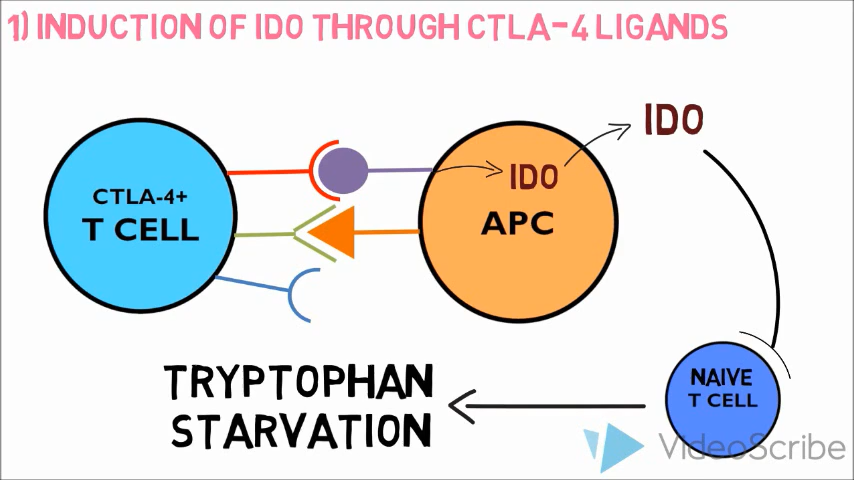 1) INDUCTION OF IDO THROUGH CTLA-4 LIGANDS
IDO
CTLA-4+
T CELL
IDO
APC
NAIVE
T CELL
TRYPTOPHAN
STARVATION
VideoScribe